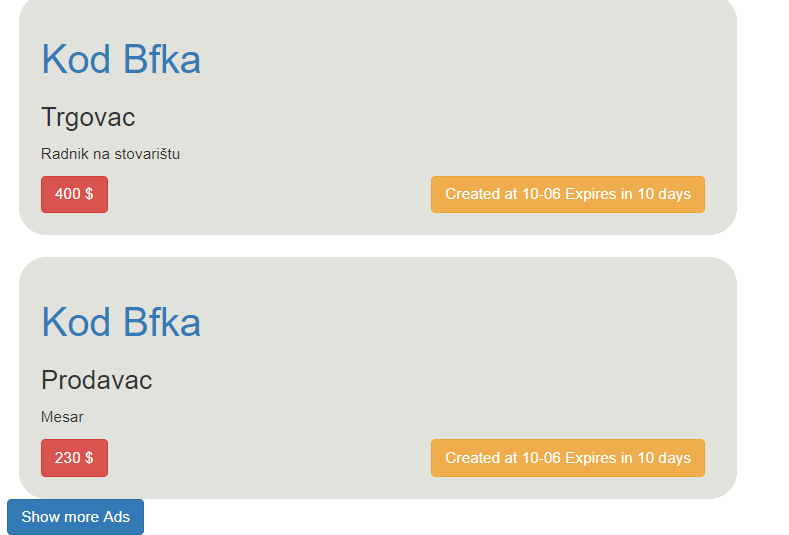 Kod Bfka
Trgovac
Radnik na stovarištu
400 $
Created at 10-06 Expires in 10 days
Kod Bfka
Prodavac
Mesar
230 $
Created at 10-06 Expires in 10 days
Show more Ads